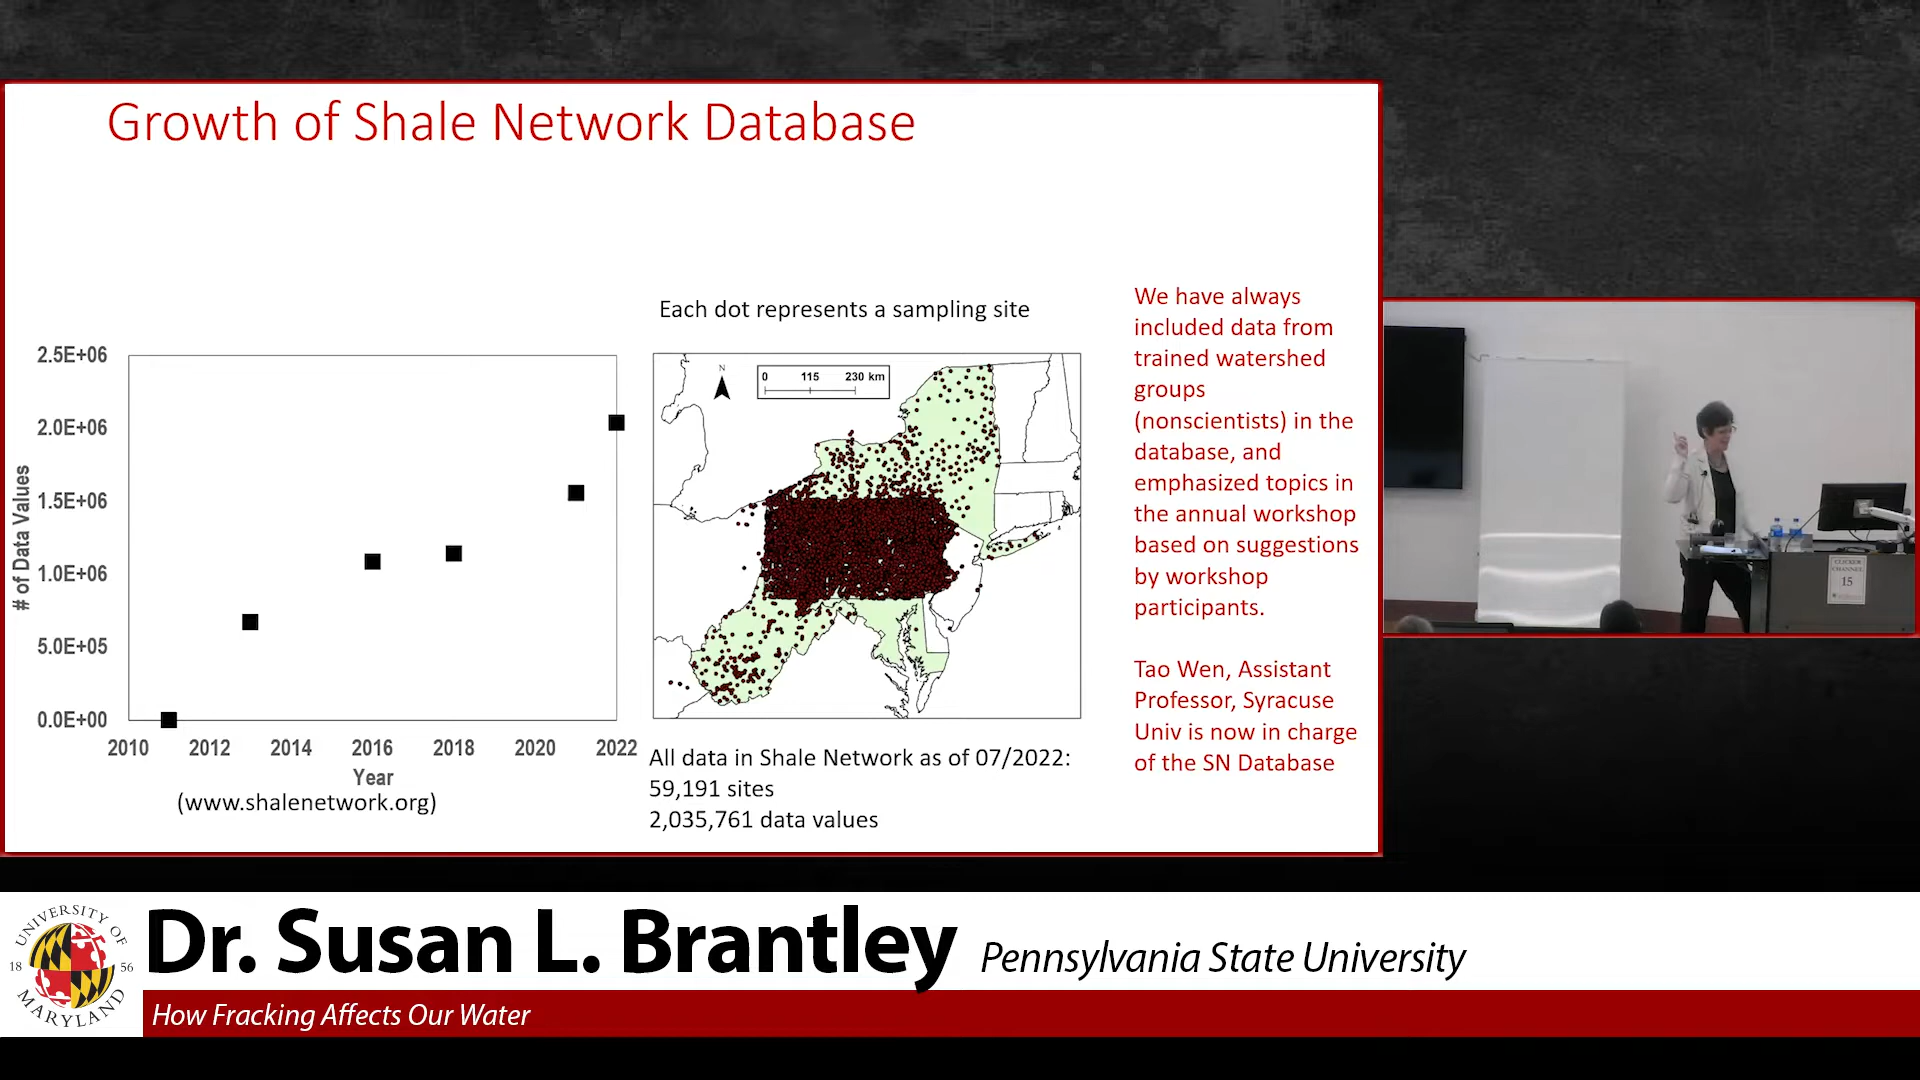 Growth of Shale Network Database
Each dot represents a sampling site
2.5E+06
2.0E+06
1.5E+06
1.0E+06
5.0E+05
0.0E+00
# of Data Values
2010 2012 2014 2016 2018 2020 2022
Year
(www.shalenetwork.org)
N
0 115 230 km
All data in Shale Network as of 07/2022:
59,191 sites
2,035,761 data values
We have always
included data from
trained watershed
groups
(nonscientists) in the
database, and
emphasized topics in
the annual workshop
based on suggestions
by workshop
participants.
Tao Wen, Assistant
Professor, Syracuse
Univ is now in charge
of the SN Database
CLICKER
CHANNEL
15
UNIVERSITY OF
18 56
MARYLAND
Dr. Susan L. Brantley Pennsylvania State University
How Fracking Affects Our Water